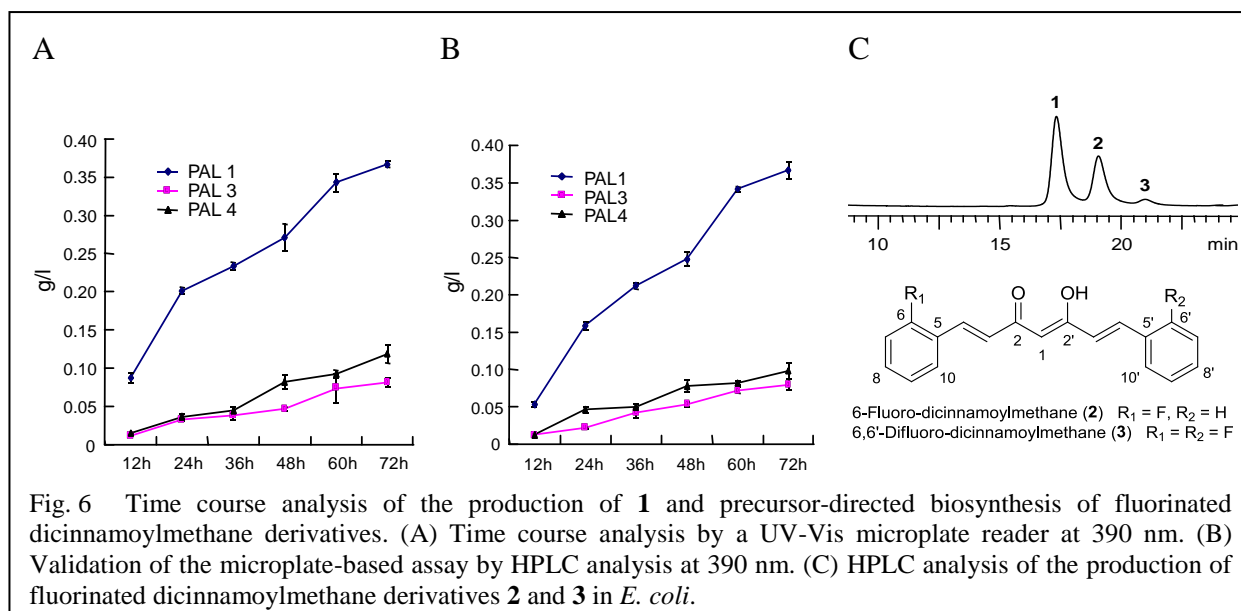 A
B
C
0.40
0.35
0.30
0.25
0.20
0.15
0.10
0.05
0
g/l
PAL 1
PAL 3
PAL 4
12h 24h 36h 48h 60h 72h
0.40
0.35
0.30
0.25
0.20
0.15
0.10
0.05
0
g/l
PAL1
PAL3
PAL4
12h 24h 36h 48h 60h 72h
1
2
3
10 15 20 min
R1 O OH R2
6 5 2 1 2' 5' 6'
8 10 10' 8'
6-Fluoro-dicinnamoylmethane (2) R1 = F, R2 = H
6,6'-Difluoro-dicinnamoylmethane (3) R1 = R2 = F
Fig. 6 Time course analysis of the production of 1 and precursor-directed biosynthesis of fluorinated
dicinnamoylmethane derivatives. (A) Time course analysis by a UV-Vis microplate reader at 390 nm. (B)
Validation of the microplate-based assay by HPLC analysis at 390 nm. (C) HPLC analysis of the production of
fluorinated dicinnamoylmethane derivatives 2 and 3 in E. coli.